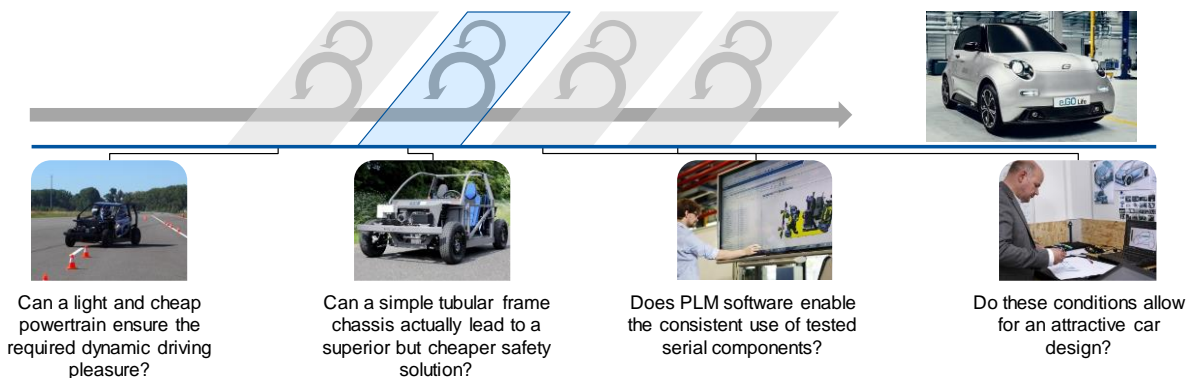 e.GO Life
Can a light and cheap
powertrain ensure the
required dynamic driving
pleasure?
Can a simple tubular frame
chassis actually lead to a
superior but cheaper safety
solution?
Does PLM software enable
the consistent use of tested
serial components?
Do these conditions allow
for an attractive car
design?